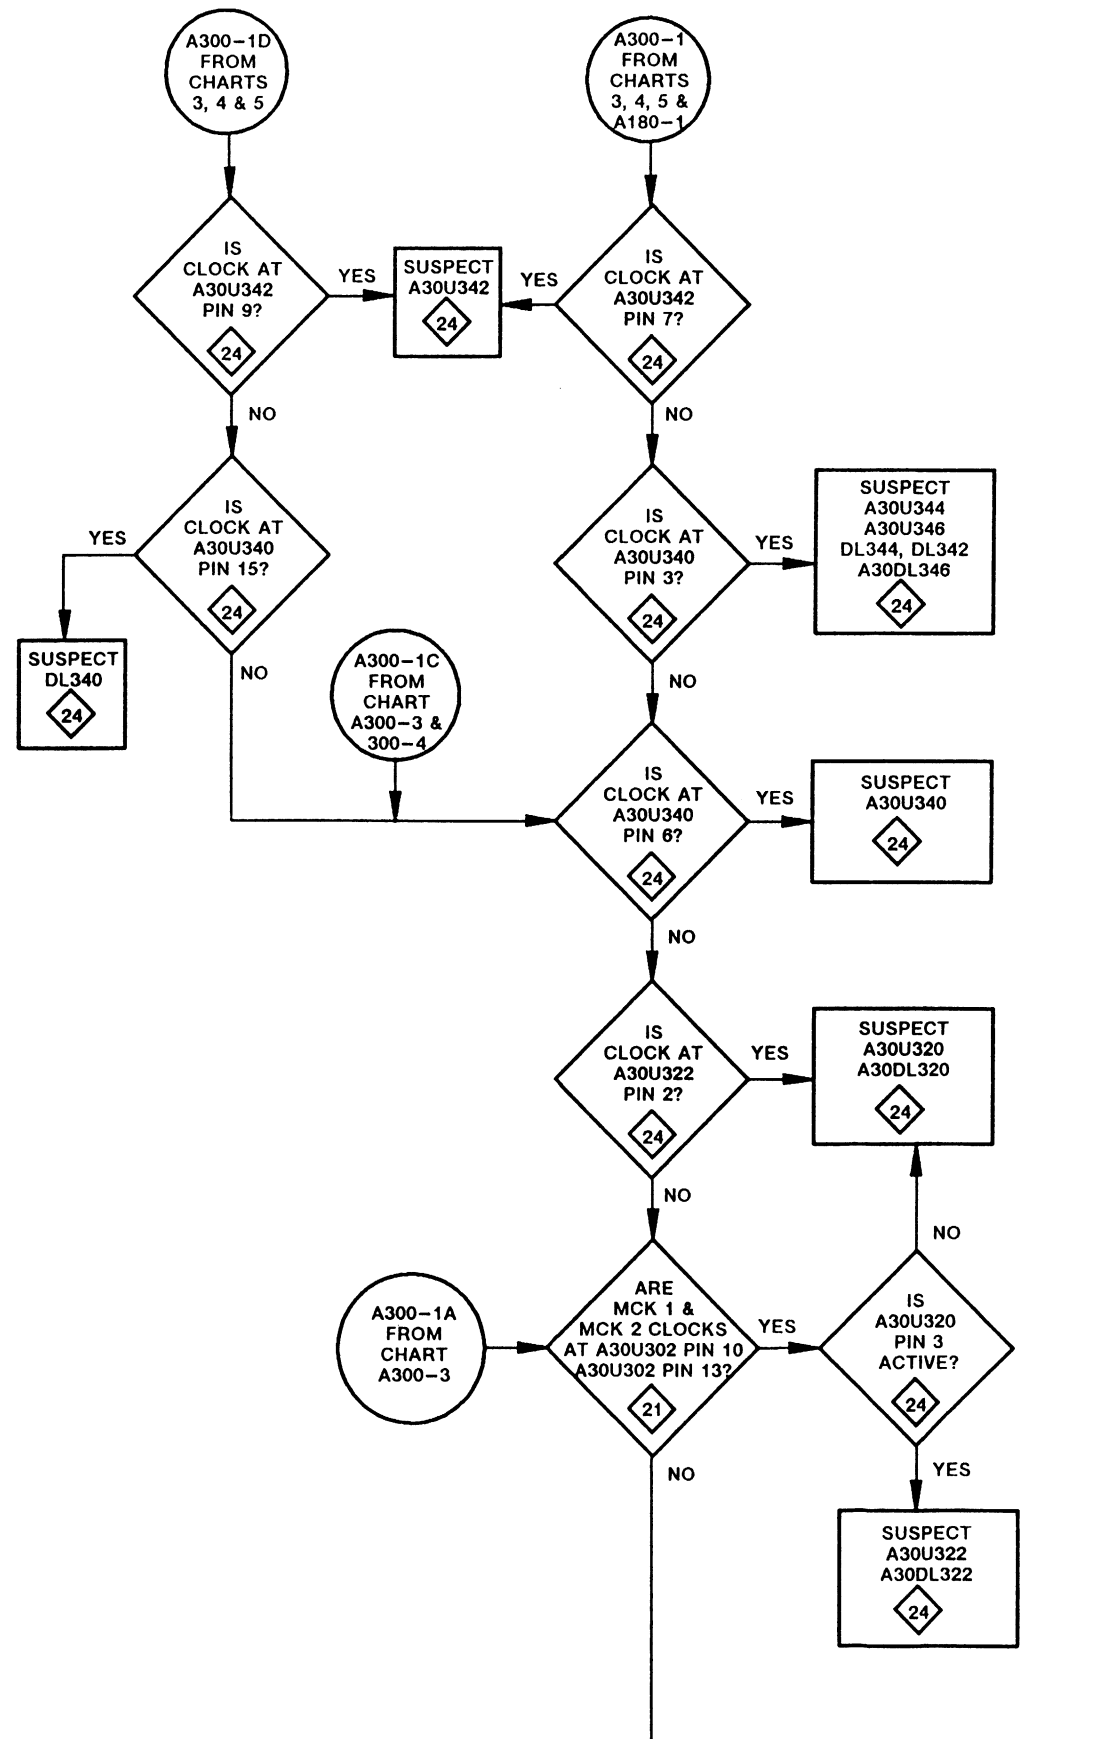 A300-1D
FROM
CHARTS
3, 4 & 5
A300-1
FROM
CHARTS
3, 4, 5 &
A180-1
IS
CLOCK AT
A30U342
PIN 9?
24
YES
SUSPECT
A30U342
24
YES
IS
CLOCK AT
A30U342
PIN 7?
24
NO
NO
IS
CLOCK AT
A30U340
PIN 15?
24
YES
SUSPECT
DL340
24
NO
IS
CLOCK AT
A30U340
PIN 3?
24
YES
SUSPECT
A30U344
A30U346
DL344, DL342
A30DL346
24
NO
A300-1C
FROM
CHART
A300-3 &
300-4
IS
CLOCK AT
A30U340
PIN 6?
24
YES
SUSPECT
A30U340
24
NO
IS
CLOCK AT
A30U322
PIN 2?
24
YES
SUSPECT
A30U320
A30DL320
24
NO
NO
A300-1A
FROM
CHART
A300-3
ARE
MCK 1 &
MCK 2 CLOCKS
AT A30U302 PIN 10
A30U302 PIN 13?
21
YES
IS
A30U320
PIN 3
ACTIVE?
24
NO
YES
SUSPECT
A30U322
A30DL322
24